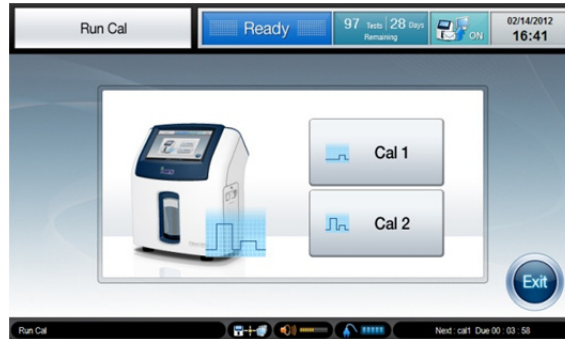 Run Cal
Ready
97 Tests 28 Days
Remaining
ON
02/14/2012
16:41
Cal 1
Cal 2
Exit
Run Cal
Next : cal1 Due 00 : 03 : 58